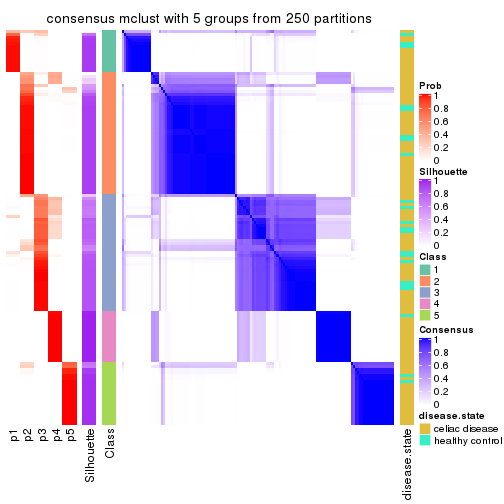 consensus mclust with 5 groups from 250 partitions
Prob
1
0.8
0.6
0.4
0.2
0
Silhouette
1
0.8
0.6
0.4
0.2
0
Class
1
2
3
4
5
Consensus
1
0.8
0.6
0.4
0.2
0
disease.state
celiac disease
healthy control
p1
p2
p3
p4
p5
Silhouette
Class
disease.state